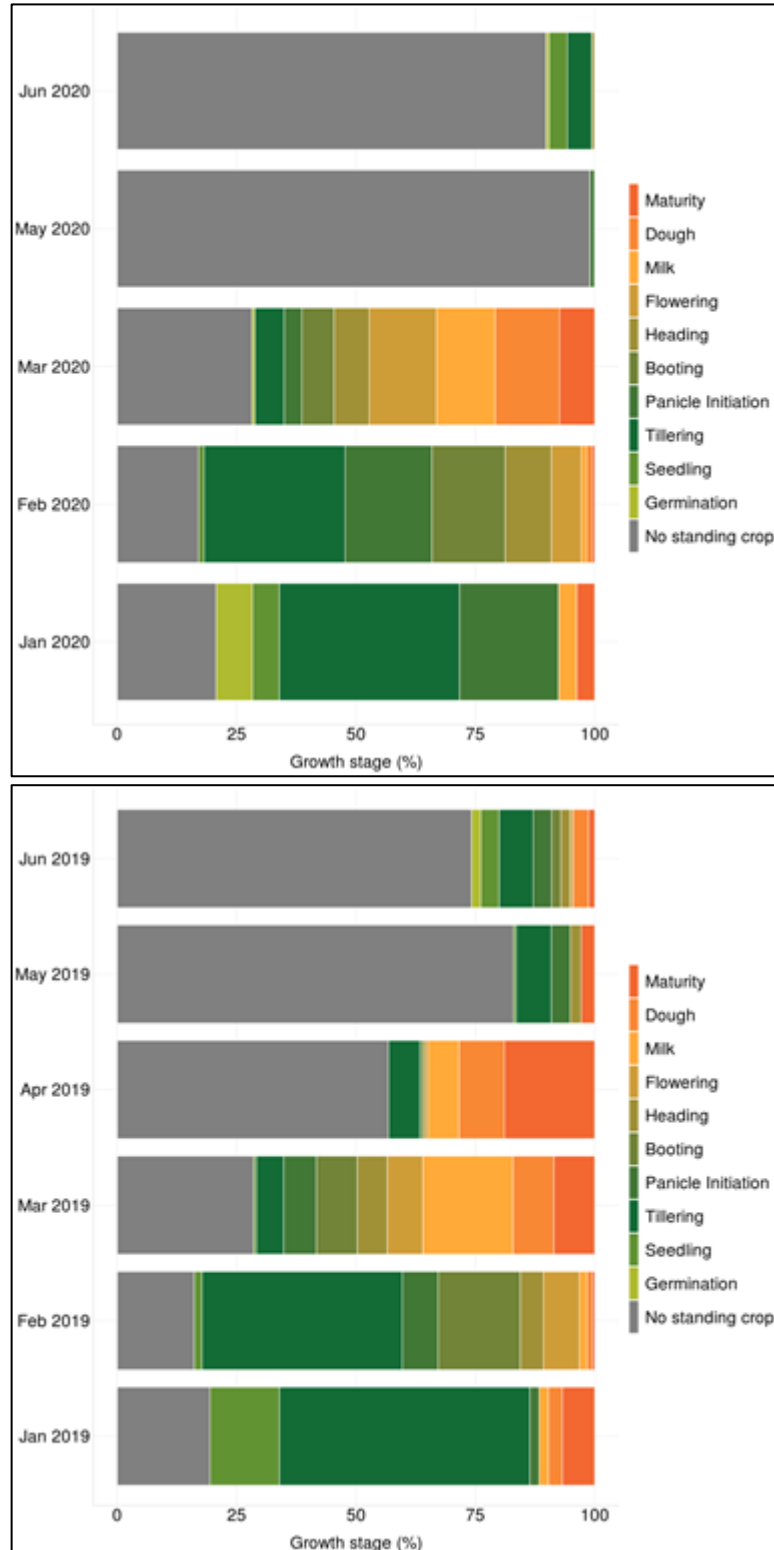 Jun 2020
May 2020
Mar 2020
Feb 2020
Jan 2020
0 25 50 75 100
Growth stage (%)
Maturity
Dough
Milk
Flowering
Heading
Booting
Panicle Initiation
Tillering
Seedling
Germination
No standing crop
Jun 2019
May 2019
Apr 2019
Mar 2019
Feb 2019
Jan 2019
0 25 50 75 100
Growth stage (%)
Maturity
Dough
Milk
Flowering
Heading
Booting
Panicle Initiation
Tillering
Seedling
Germination
No standing crop